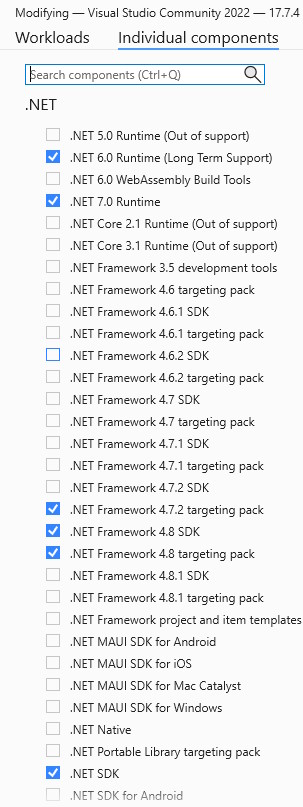 Modifying — Visual Studio Community 2022 — 17.7.4
Workloads Individual components
Search components (Ctrl+Q)
.NET
.NET 5.0 Runtime (Out of support)
.NET 6.0 Runtime (Long Term Support)
.NET 6.0 WebAssembly Build Tools
.NET 7.0 Runtime
.NET Core 2.1 Runtime (Out of support)
.NET Core 3.1 Runtime (Out of support)
.NET Framework 3.5 development tools
.NET Framework 4.6 targeting pack
.NET Framework 4.6.1 SDK
.NET Framework 4.6.1 targeting pack
.NET Framework 4.6.2 SDK
.NET Framework 4.6.2 targeting pack
.NET Framework 4.7 SDK
.NET Framework 4.7 targeting pack
.NET Framework 4.7.1 SDK
.NET Framework 4.7.1 targeting pack
.NET Framework 4.7.2 SDK
.NET Framework 4.7.2 targeting pack
.NET Framework 4.8 SDK
.NET Framework 4.8 targeting pack
.NET Framework 4.8.1 SDK
.NET Framework 4.8.1 targeting pack
.NET Framework project and item templates
.NET MAUI SDK for Android
.NET MAUI SDK for iOS
.NET MAUI SDK for Mac Catalyst
.NET MAUI SDK for Windows
.NET Native
.NET Portable Library targeting pack
.NET SDK
.NET SDK for Android